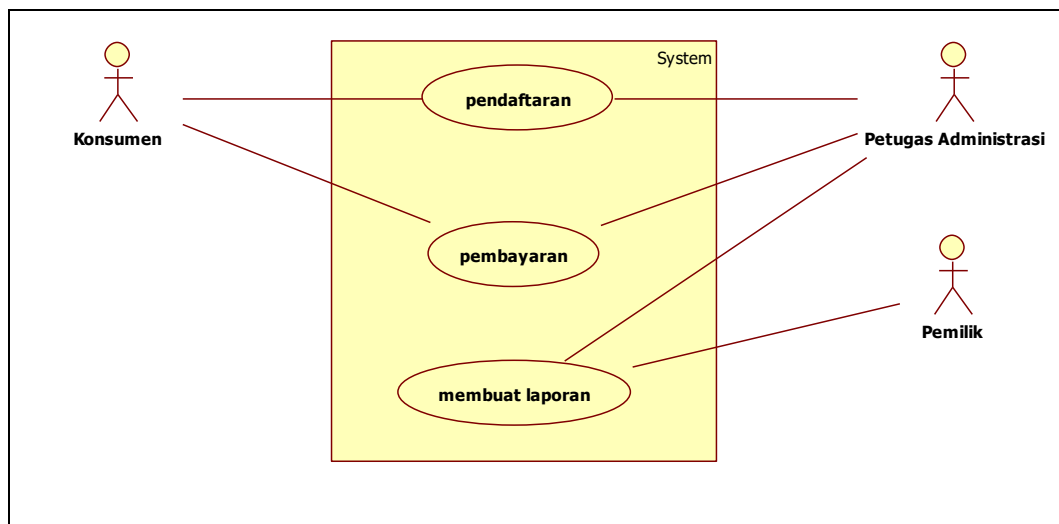 System
pendaftaran
Konsumen
Petugas Administrasi
pembayaran
Pemilik
membuat laporan